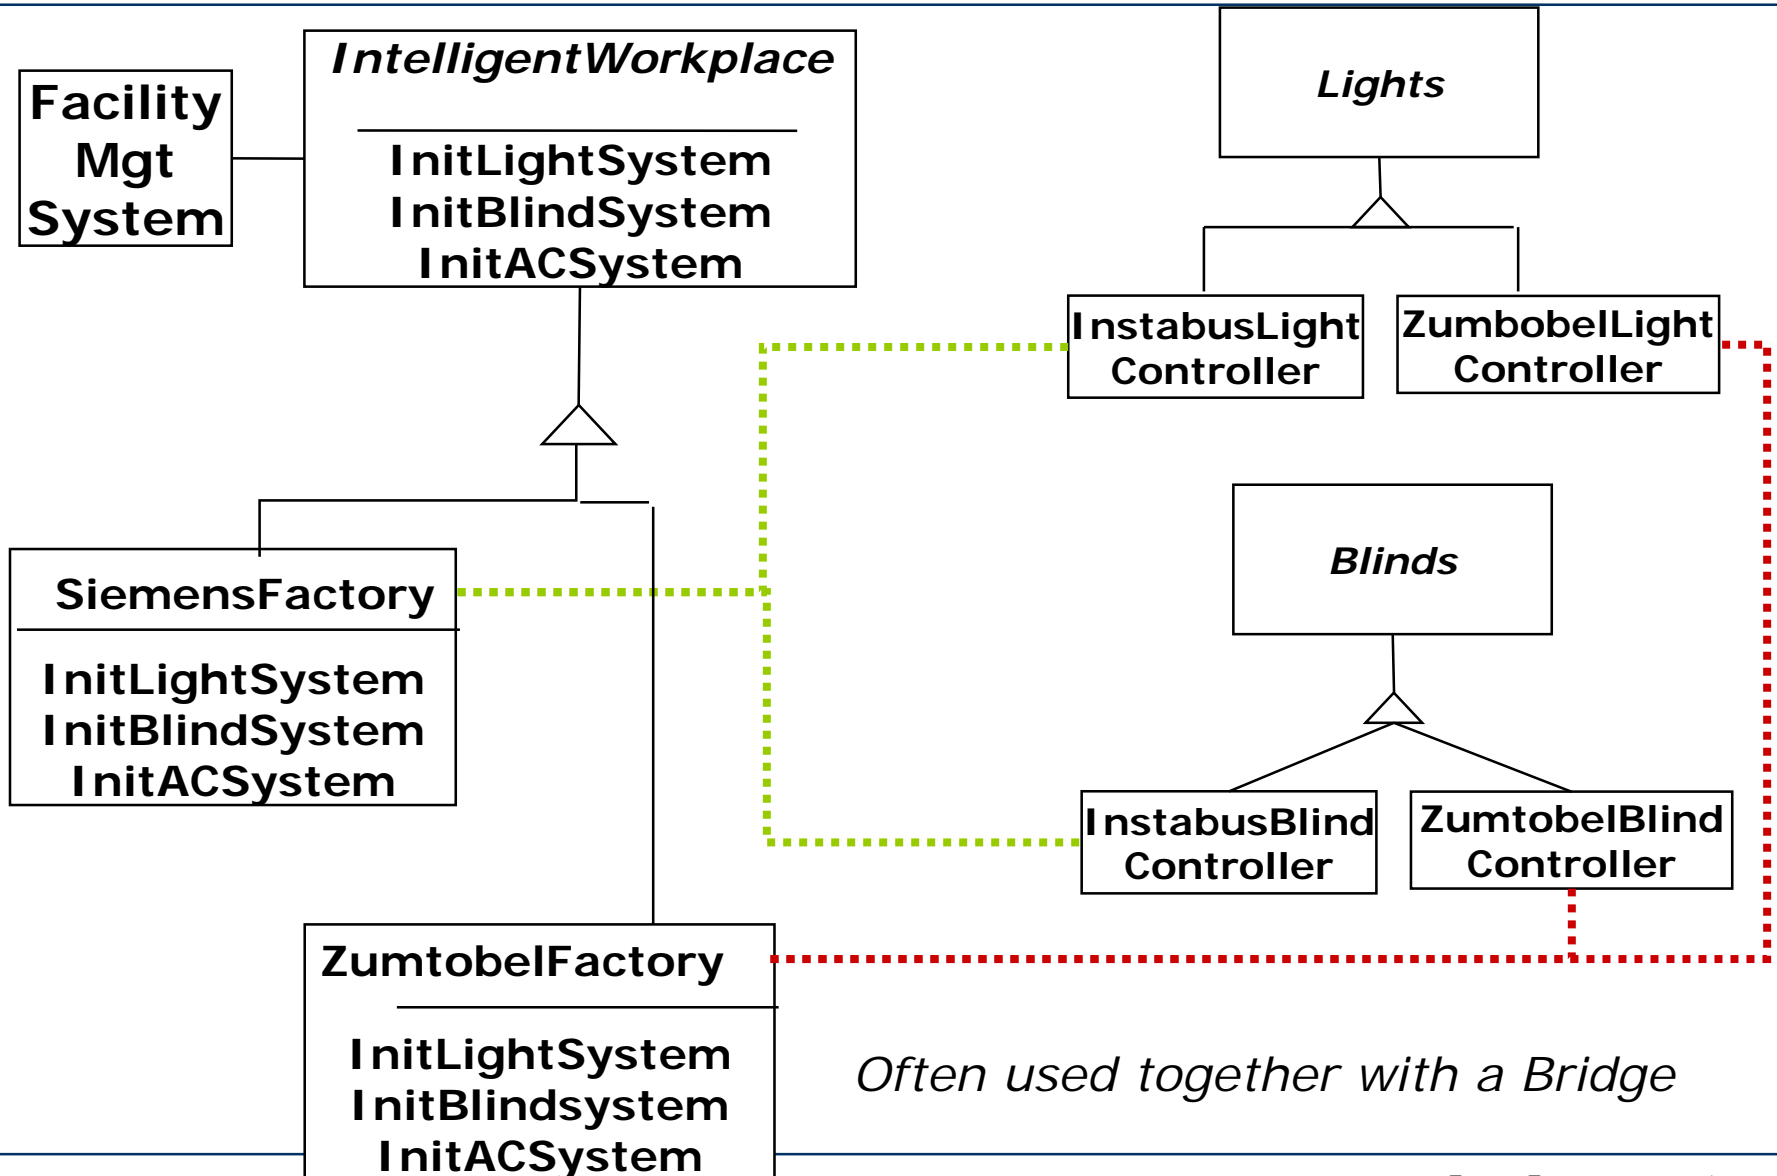 IntelligentWorkplace
InitLightSystem
InitBlindSystem
InitACSystem
Facility
Mgt
System
Lights
InstabusLight
Controller
ZumbobelLight
Controller
SiemensFactory
InitLightSystem
InitBlindSystem
InitACSystem
Blinds
InstabusBlind
Controller
ZumtobelBlind
Controller
ZumtobelFactory
InitLightSystem
InitBlindsystem
InitACSystem
Often used together with a Bridge